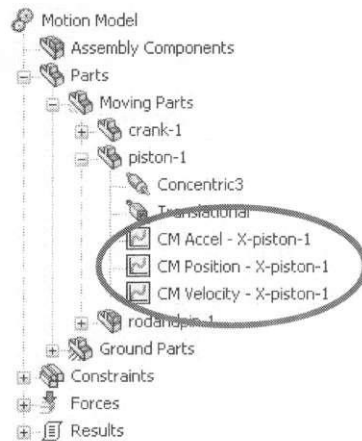 Motion Model
Assembly Components
Parts
Moving Parts
crank-1
piston-1
Concentric3
Translational
CM Accel - X-piston-1
CM Position - X-piston-1
CM Velocity - X-piston-1
rodandpin-1
Ground Parts
Constraints
Forces
Results